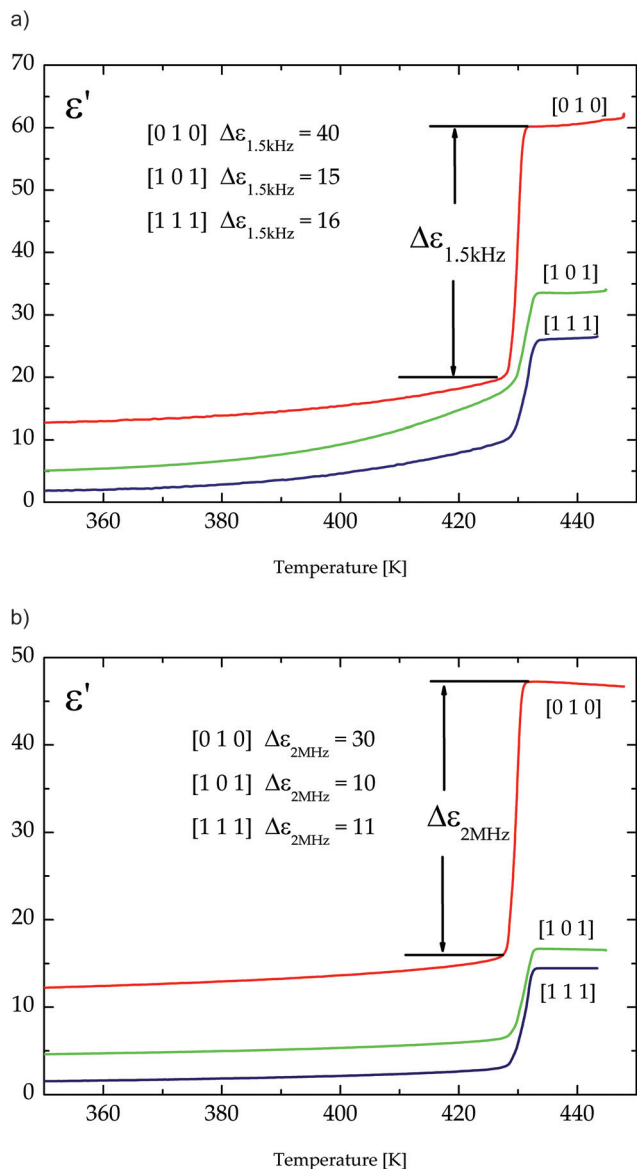 a)
70
60
50
40
30
20
10
0
ε'
[0 1 0] Δε1.5kHz = 40
[1 0 1] Δε1.5kHz = 15
[1 1 1] Δε1.5kHz = 16
Δε1.5kHz
[0 1 0]
[1 0 1]
[1 1 1]
360 380 400 420 440
Temperature [K]
b)
50
40
30
20
10
0
ε'
[0 1 0] Δε2MHz = 30
[1 0 1] Δε2MHz = 10
[1 1 1] Δε2MHz = 11
Δε2MHz
[0 1 0]
[1 0 1]
[1 1 1]
360 380 400 420 440
Temperature [K]